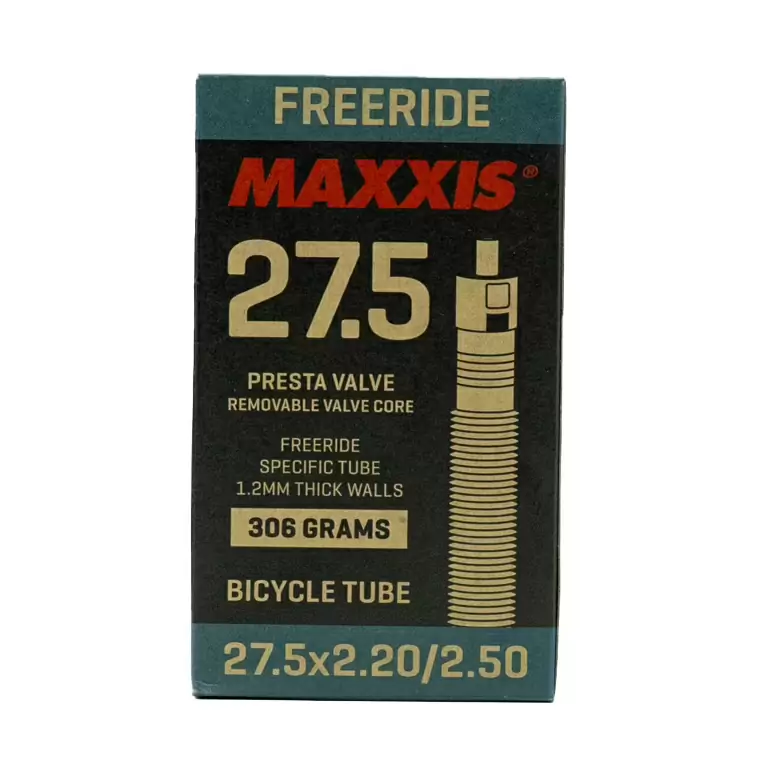 FREERIDE
MAXXIS®
27.5
PRESTA VALVE
REMOVABLE VALVE CORE
FREERIDE
SPECIFIC TUBE
1.2MM THICK WALLS
306 GRAMS
BICYCLE TUBE
27.5x2.20/2.50